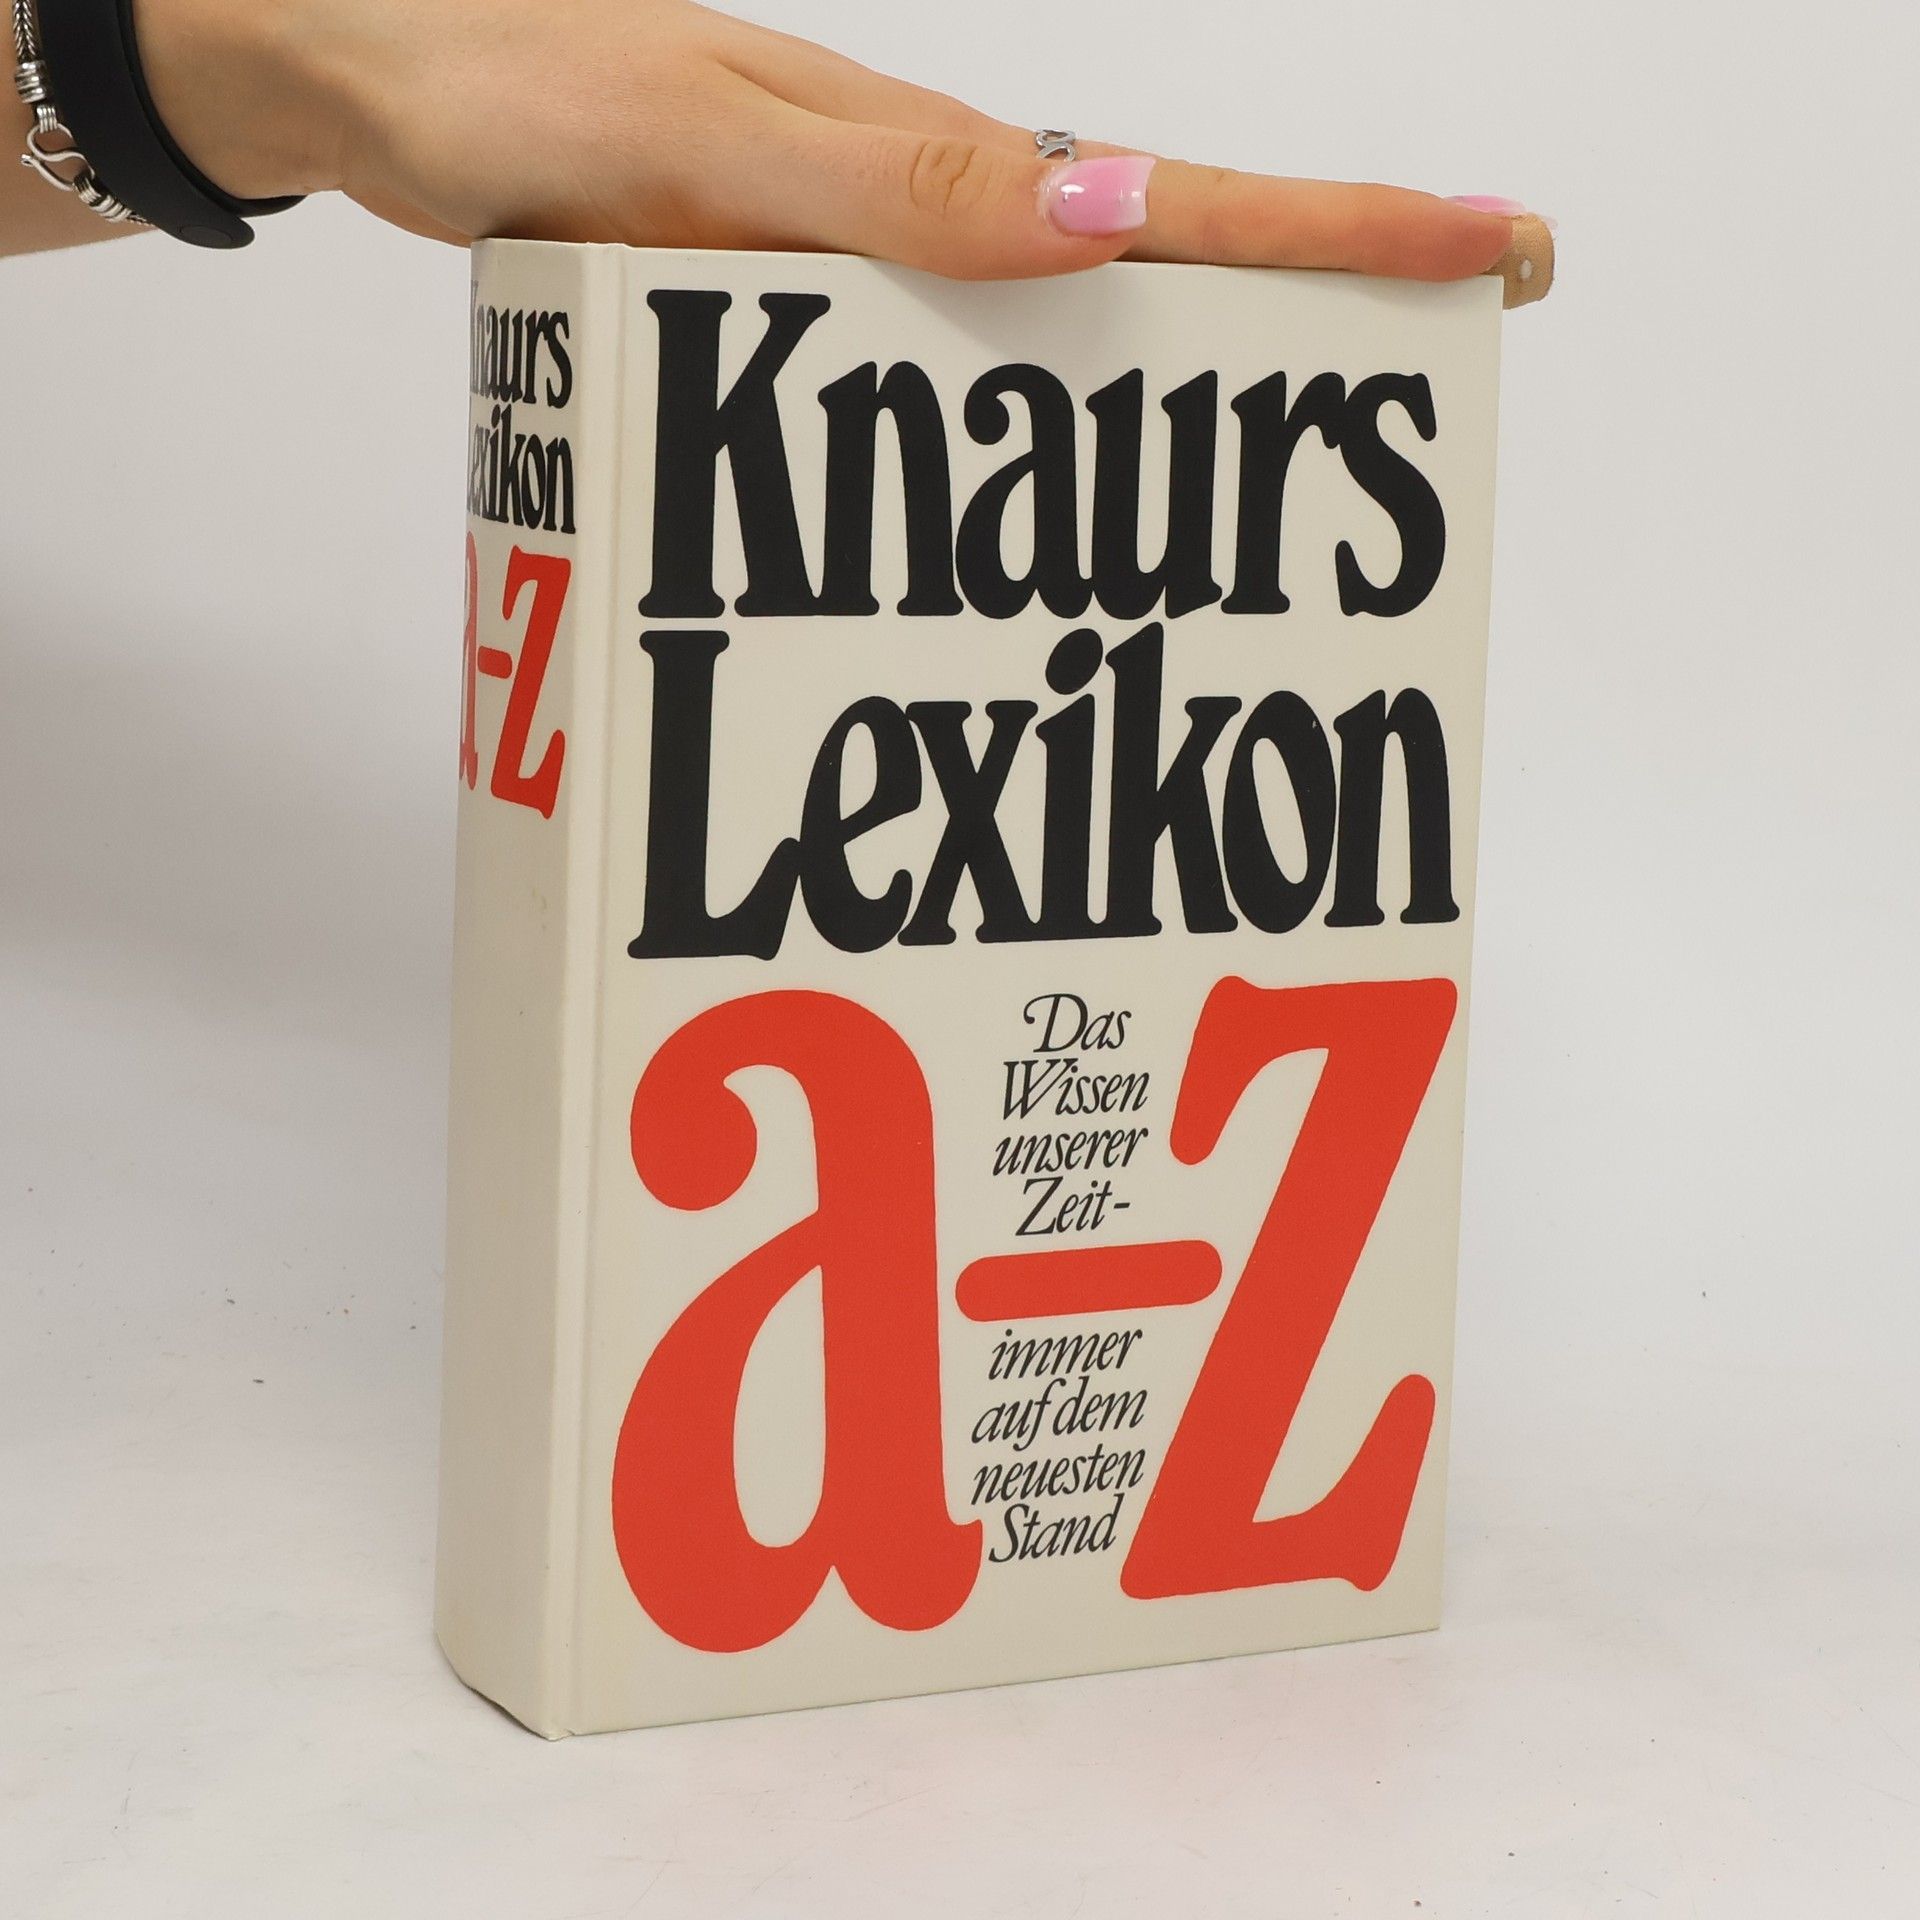 Knaurs
Lexikon
a-Z
Knaurs
Lexikon
a-Z
Das
Wissen
unserer
Zeit-
immer
auf dem
neuesten
Stand